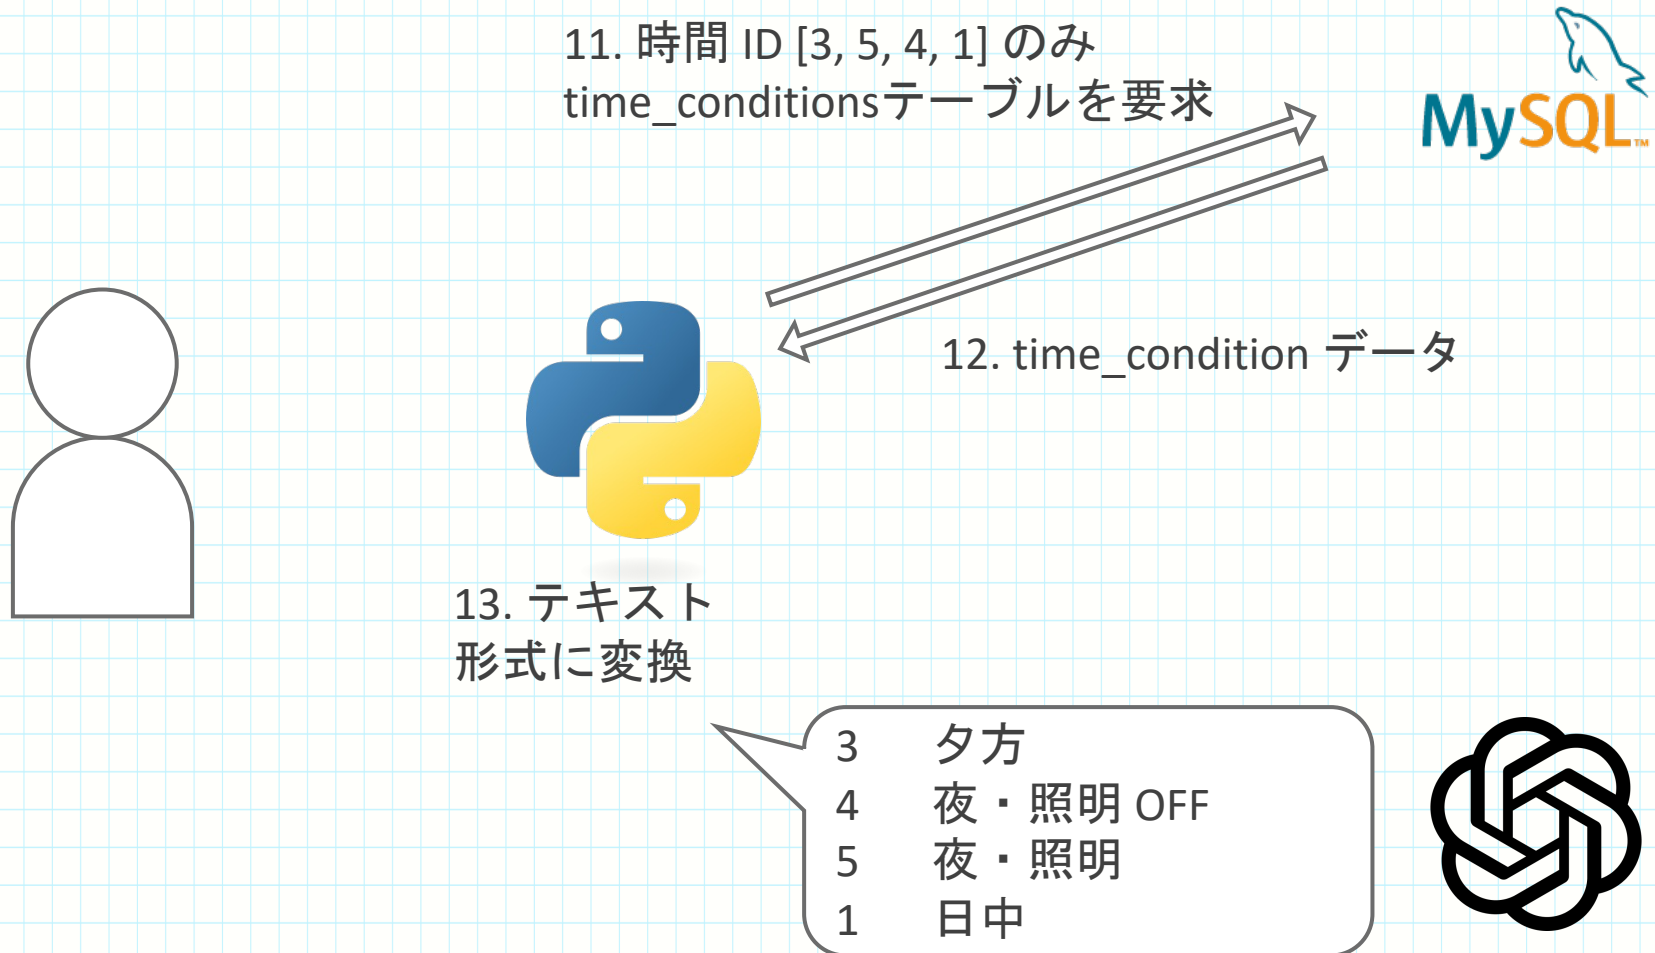 11. 時間 ID [3, 5, 4, 1] のみ
time_conditionsテーブルを要求
MySQL™
12. time_condition データ
13. テキスト
形式に変換
3 夕方
4 夜・照明 OFF
5 夜・照明
1 日中